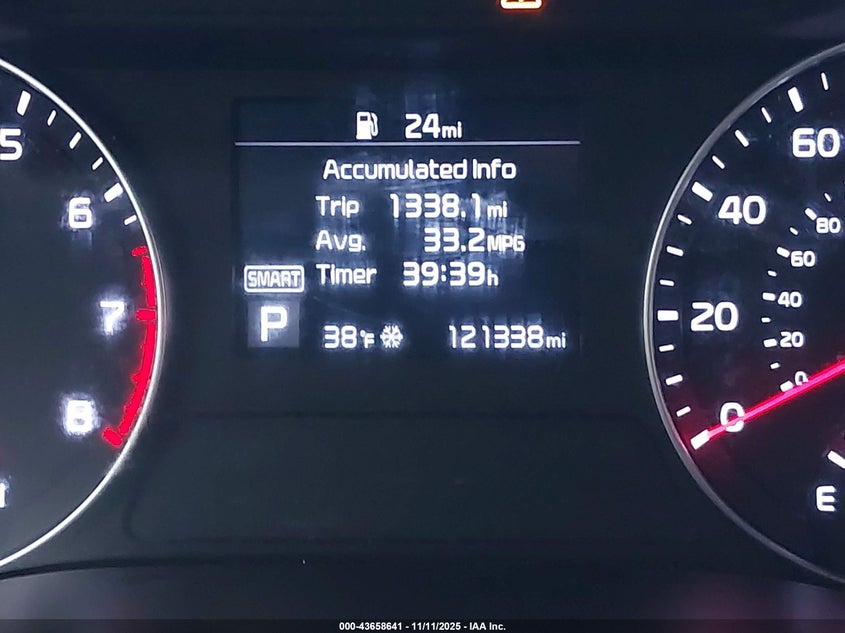 24mi
Accumulated Info
Trip 1338.1mi
Avg. 33.2MPG
SMART Timer 39:39h
P 38°F 121338mi
5
6
7
8
60
40
20
0
80
60
40
20
0
E
000-43658641 - 11/11/2025 - IAA Inc.